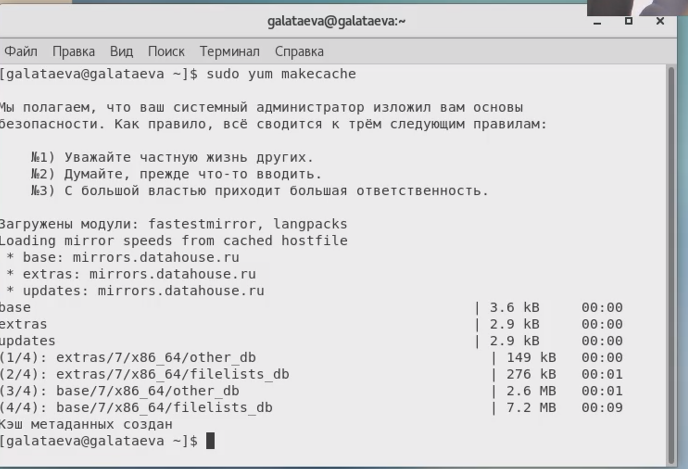 galataeva@galataeva:~
Файл Правка Вид Поиск Терминал Справка
[galataeva@galataeva ~]$ sudo yum makecache
Мы полагаем, что ваш системный администратор изложил вам основы
безопасности. Как правило, всё сводится к трём следующим правилам:
№1) Уважайте частную жизнь других.
№2) Думайте, прежде что-то вводить.
№3) С большой властью приходит большая ответственность.
Загружены модули: fastestmirror, langpacks
Loading mirror speeds from cached hostfile
* base: mirrors.datahouse.ru
* extras: mirrors.datahouse.ru
* updates: mirrors.datahouse.ru
base | 3.6 kB 00:00
extras | 2.9 kB 00:00
updates | 2.9 kB 00:00
(1/4): extras/7/x86_64/other_db | 149 kB 00:00
(2/4): extras/7/x86_64/filelists_db | 276 kB 00:01
(3/4): base/7/x86_64/other_db | 2.6 MB 00:01
(4/4): base/7/x86_64/filelists_db | 7.2 MB 00:09
Кэш метаданных создан
[galataeva@galataeva ~]$